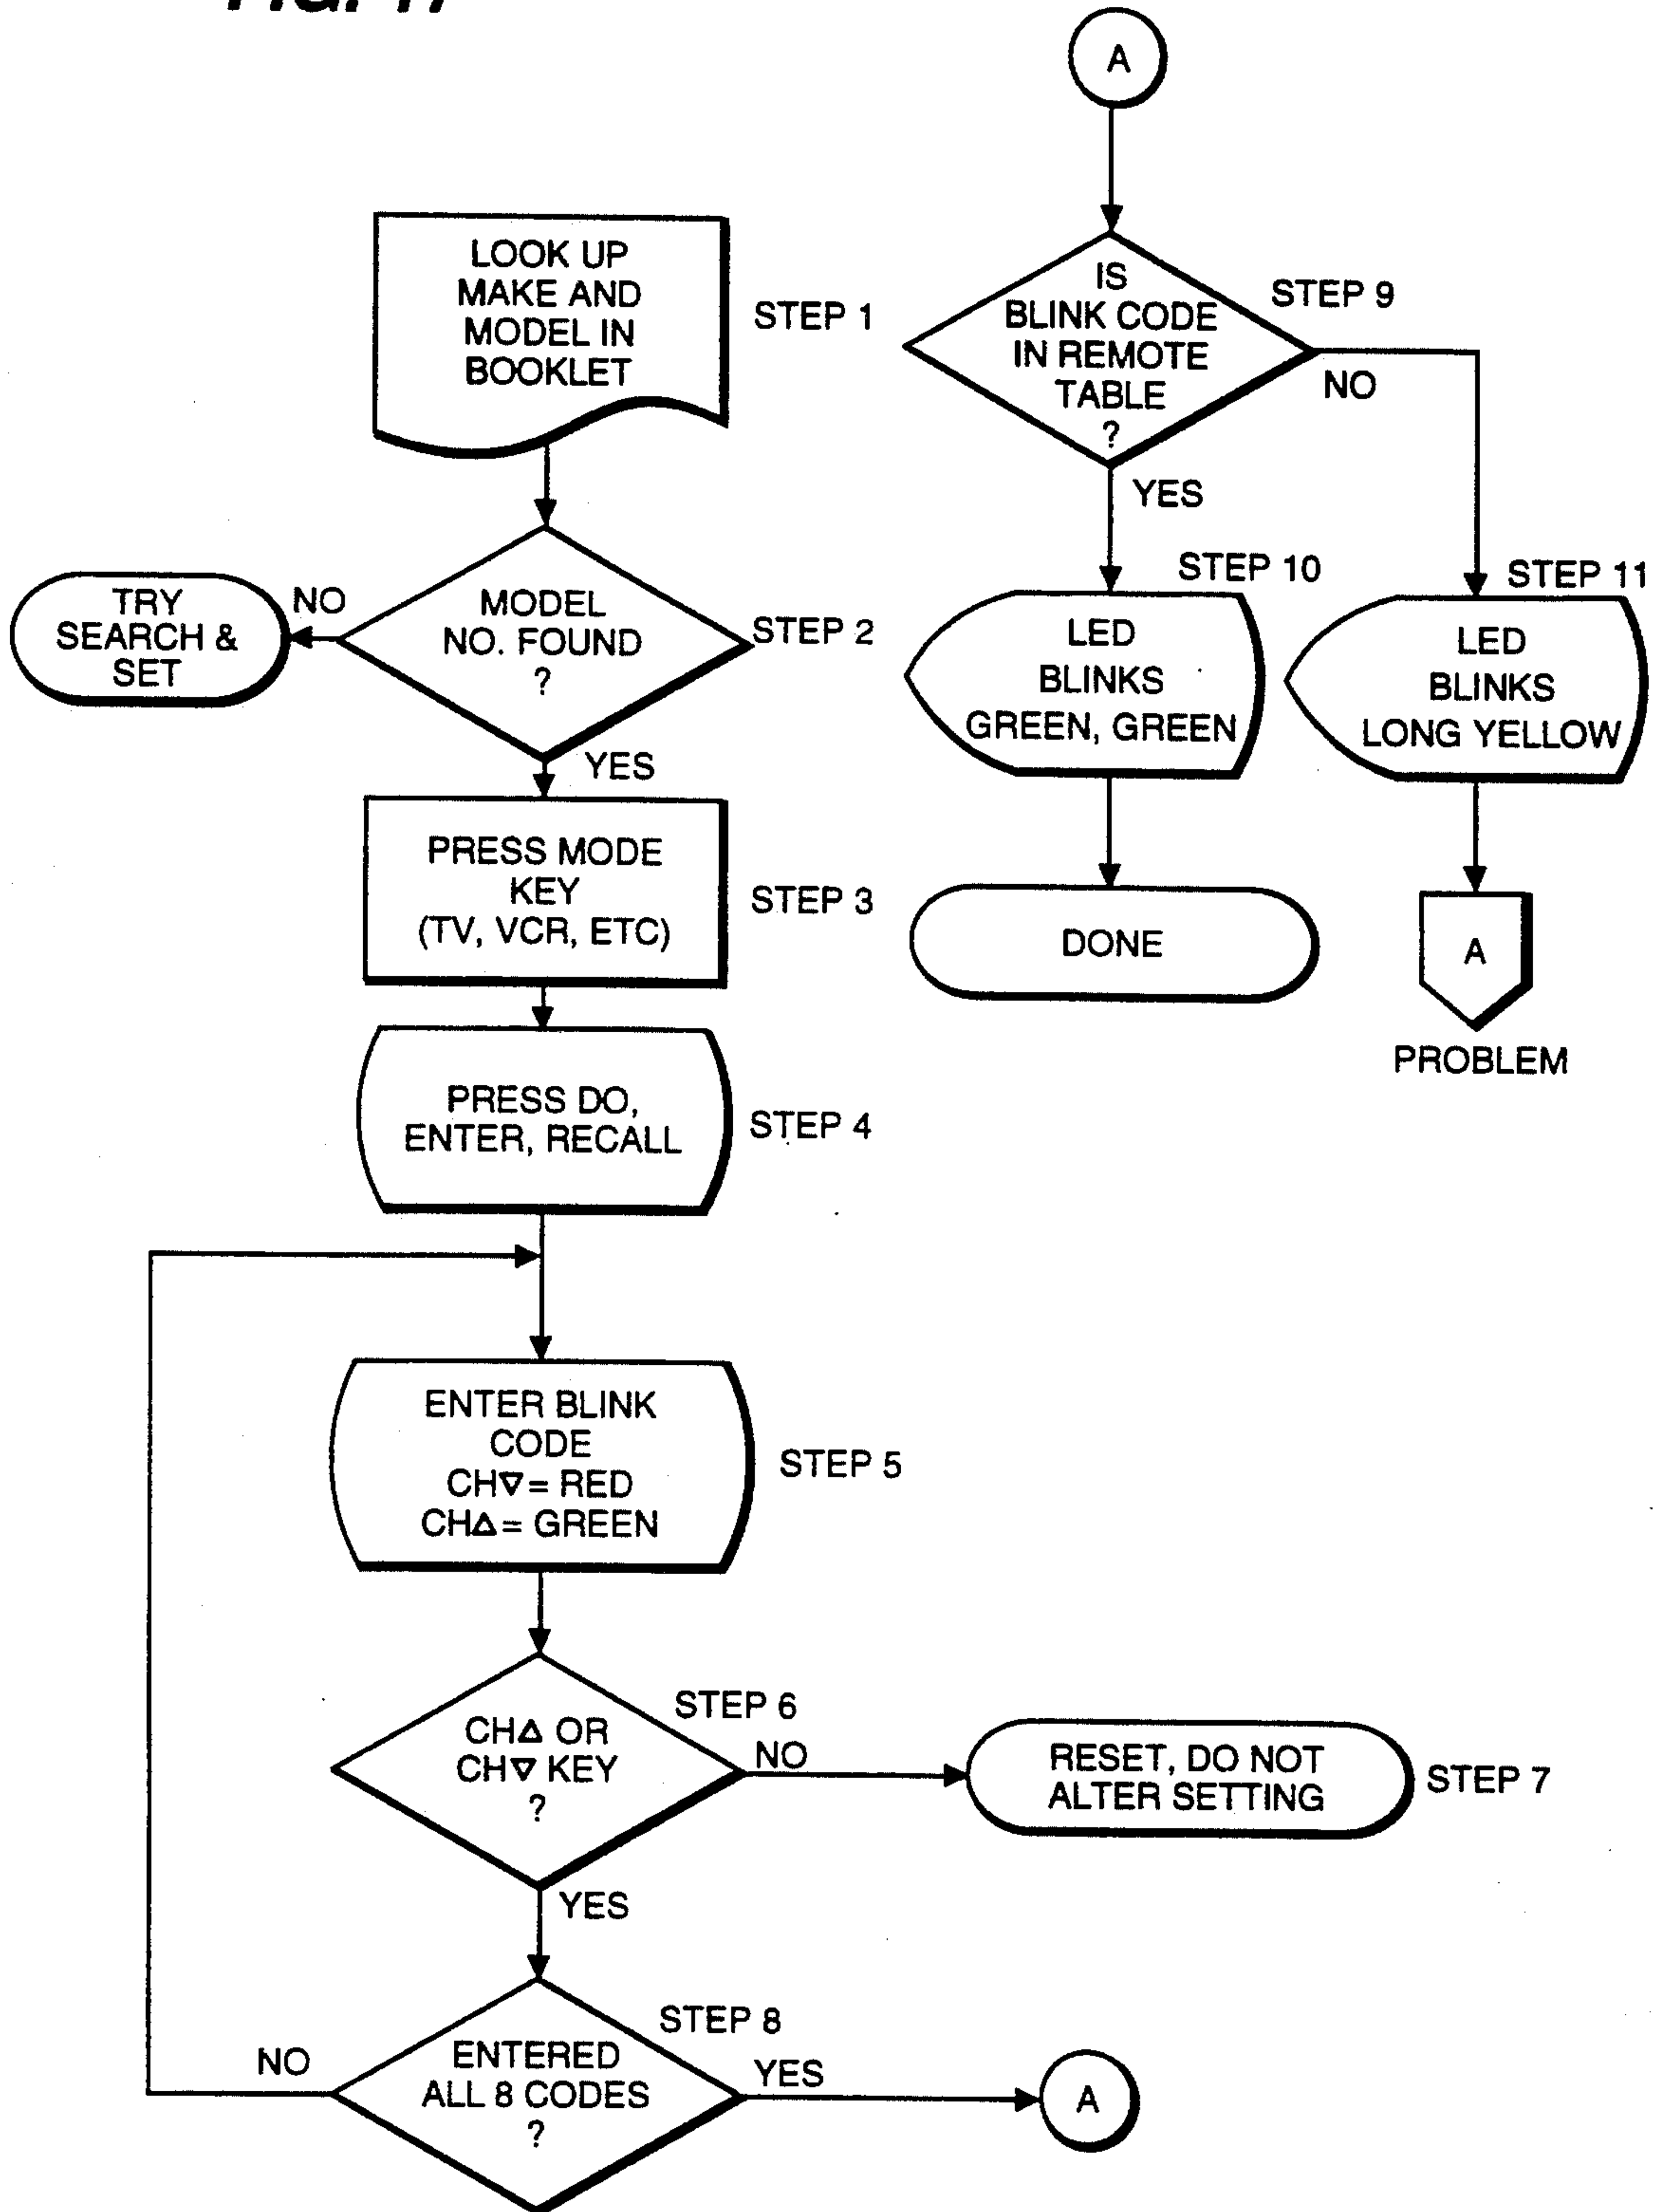 FIG. 17
LOOK UP
MAKE AND
MODEL IN
BOOKLET
STEP 1
MODEL
NO. FOUND
?
STEP 2
NO
TRY
SEARCH &
SET
YES
PRESS MODE
KEY
(TV, VCR, ETC)
STEP 3
PRESS DO,
ENTER, RECALL
STEP 4
ENTER BLINK
CODE
CH▽= RED
CH△= GREEN
STEP 5
CH△ OR
CH▽ KEY
?
STEP 6
NO
RESET, DO NOT
ALTER SETTING
STEP 7
YES
ENTERED
ALL 8 CODES
?
STEP 8
NO
YES
A
A
IS
BLINK CODE
IN REMOTE
TABLE
?
STEP 9
NO
YES
STEP 10
LED
BLINKS
GREEN, GREEN
DONE
STEP 11
LED
BLINKS
LONG YELLOW
A
PROBLEM